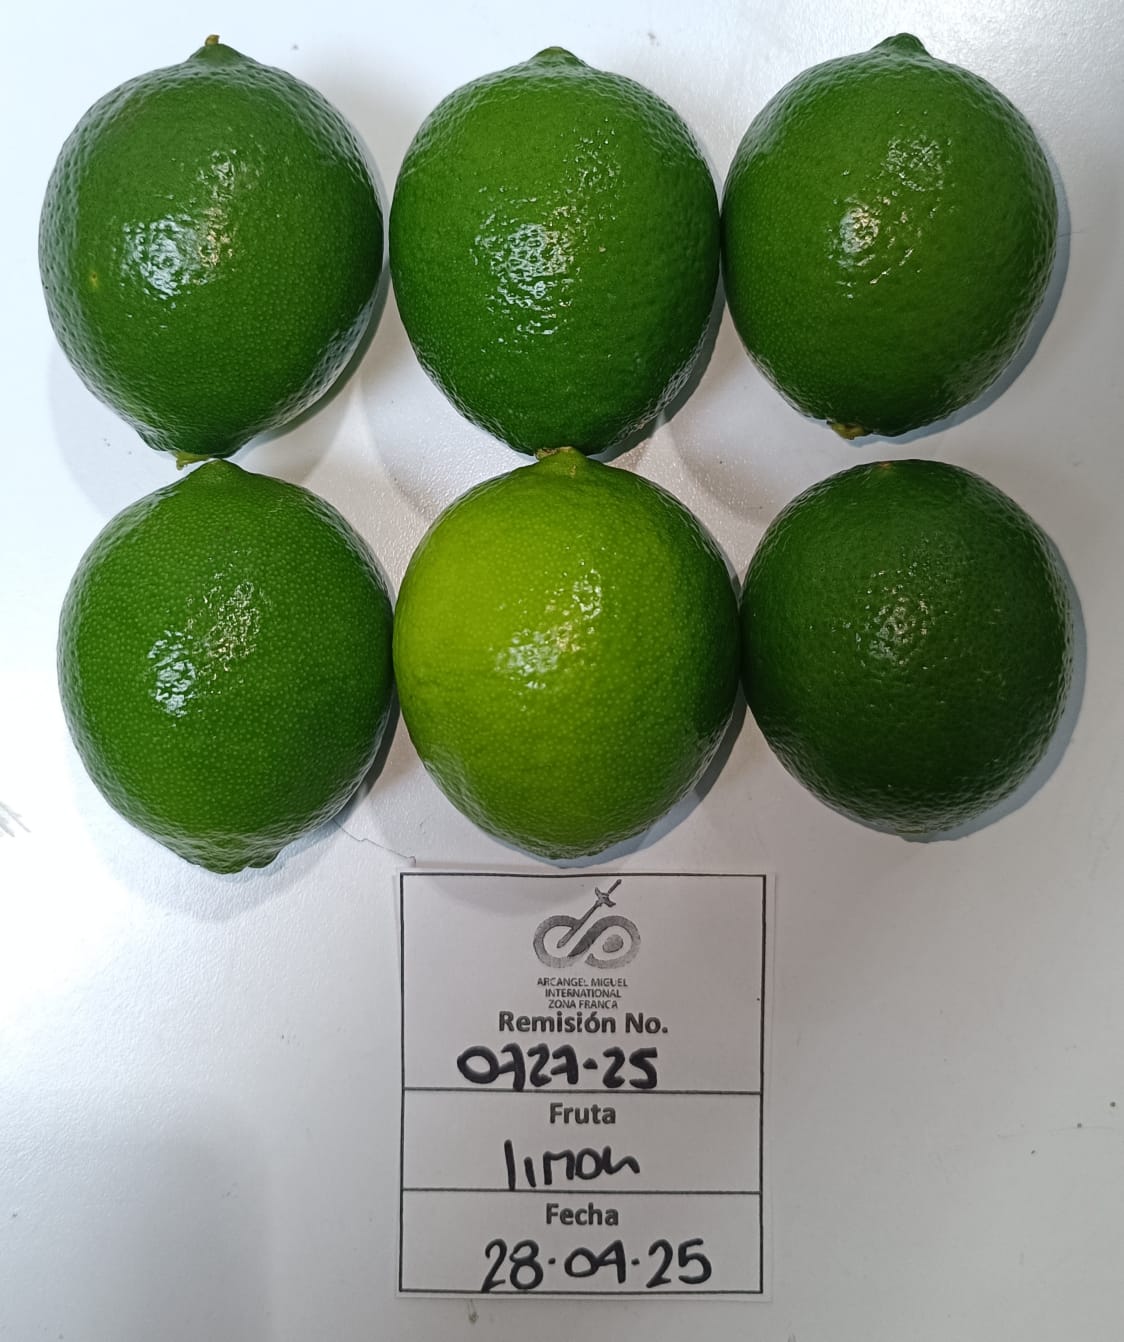 ARCANGEL MIGUEL
INTERNATIONAL
ZONA FRANCA
Remisión No.
0727-25
Fruta
limon
Fecha
28-04-25